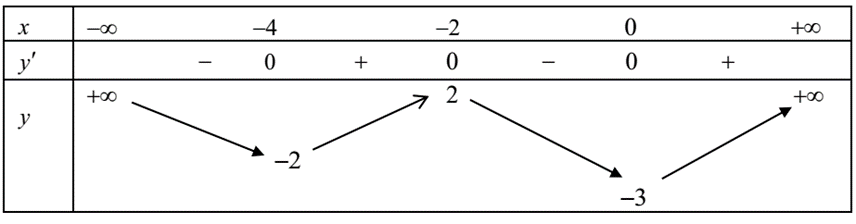 x −∞ −4 −2 0 +∞
y′ − 0 + 0 − 0 +
+∞ 2 +∞
y
−2
−3